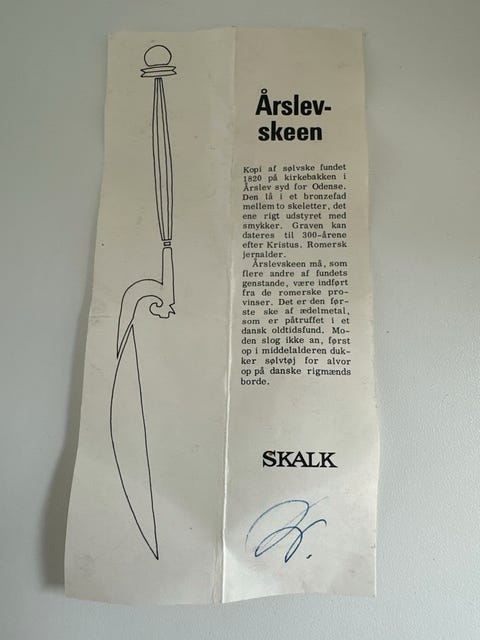 Årslev-
skeen
Kopi af sølvske fundet
1820 på kirkebakken i
Årslev syd for Odense.
Den lå i et bronzefad
mellem to skeletter, det
ene rigt udstyret med
smykker. Graven kan
dateres til 300-årene
efter Kristus. Romersk
jernalder.
Årslevskeen må, som
flere andre af fundets
genstande, være indført
fra de romerske pro-
vinser. Det er den før-
ste ske af ædelmetal,
som er påtruffet i et
dansk oldtidsfund. Mo-
den slog ikke an, først
op i middelalderen duk-
ker sølvtøj for alvor
op på danske rigmænds
borde.
SKALK